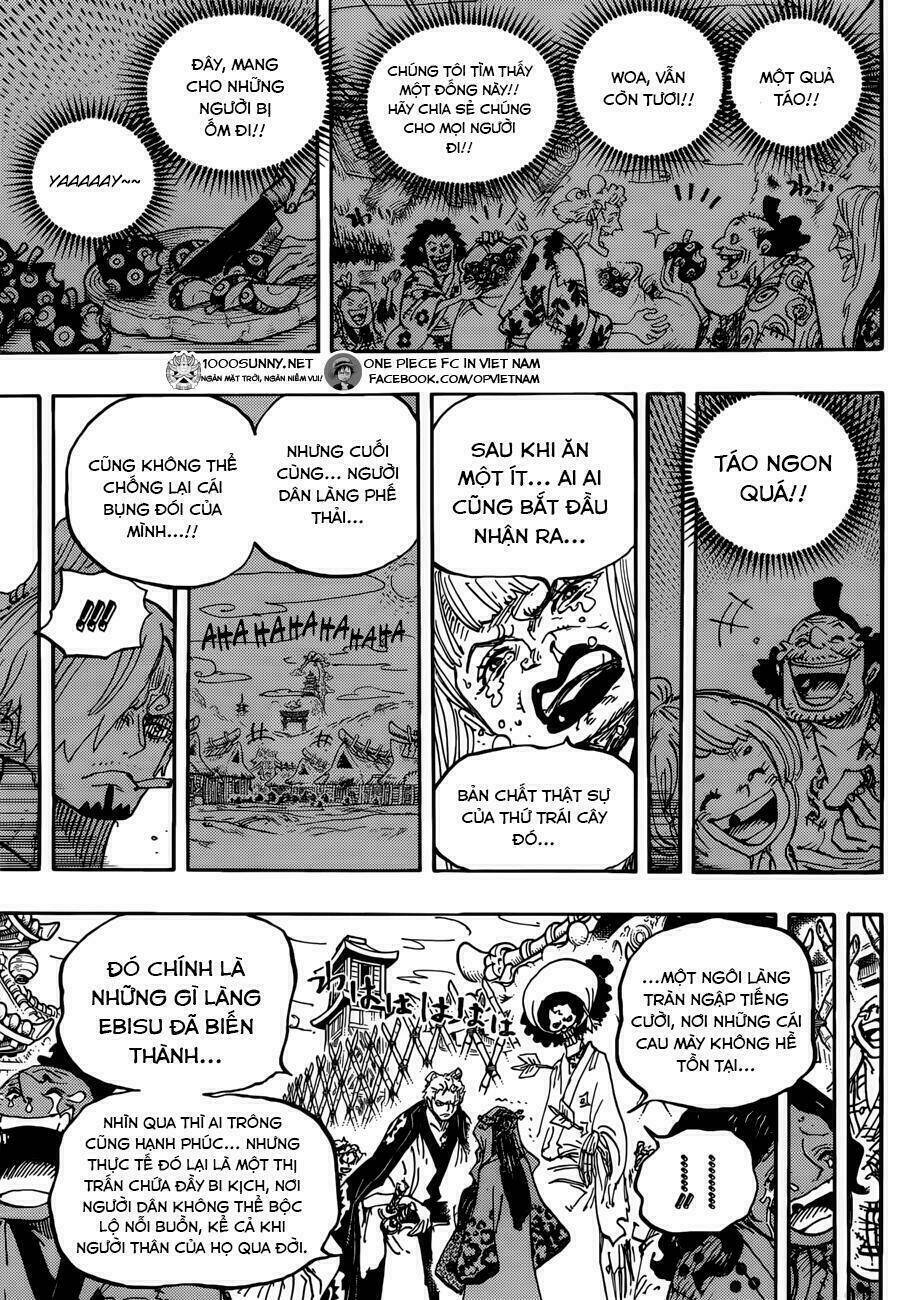 MỘT QUẢ
TÁO!!
WOA, VẪN
CÒN TƯƠI!!
CHÚNG TÔI TÌM THẤY
MỘT ĐỐNG NÀY!!
HÃY CHIA SẺ CHÚNG
CHO MỌI NGƯỜI
ĐI!!
ĐÂY, MANG
CHO NHỮNG
NGƯỜI BỊ
ỐM ĐI!!
YAAAAAY~~
1000SUNNY.NET
NGÀN MẶT TRỜI, NGÀN NIỀM VUI!
ONE PIECE FC IN VIET NAM
FACEBOOK.COM/OPVIETNAM
TÁO NGON
QUÁ!!
SAU KHI ĂN
MỘT ÍT... AI AI
CŨNG BẮT ĐẦU
NHẬN RA...
BẢN CHẤT THẬT SỰ
CỦA THỨ TRÁI CÂY
ĐÓ...
NHƯNG CUỐI
CÙNG... NGƯỜI
DÂN LÀNG PHẾ
THẢI...
CŨNG KHÔNG THỂ
CHỐNG LẠI CÁI
BỤNG ĐÓI CỦA
MÌNH...!!
AHAHAHAHAHAHA
!!!
...MỘT NGÔI LÀNG
TRÀN NGẬP TIẾNG
CƯỜI, NƠI NHỮNG CÁI
CAU MÀY KHÔNG HỀ
TỒN TẠI...
わははははは
ĐÓ CHÍNH LÀ
NHỮNG GÌ LÀNG
EBISU ĐÃ BIẾN
THÀNH...
NHÌN QUA THÌ AI TRÔNG
CŨNG HẠNH PHÚC... NHƯNG
THỰC TẾ ĐÓ LẠI LÀ MỘT THỊ
TRẤN CHỨA ĐẦY BI KỊCH, NƠI
NGƯỜI DÂN KHÔNG THỂ BỘC
LỘ NỖI BUỒN, KỂ CẢ KHI
NGƯỜI THÂN CỦA HỌ QUA ĐỜI.